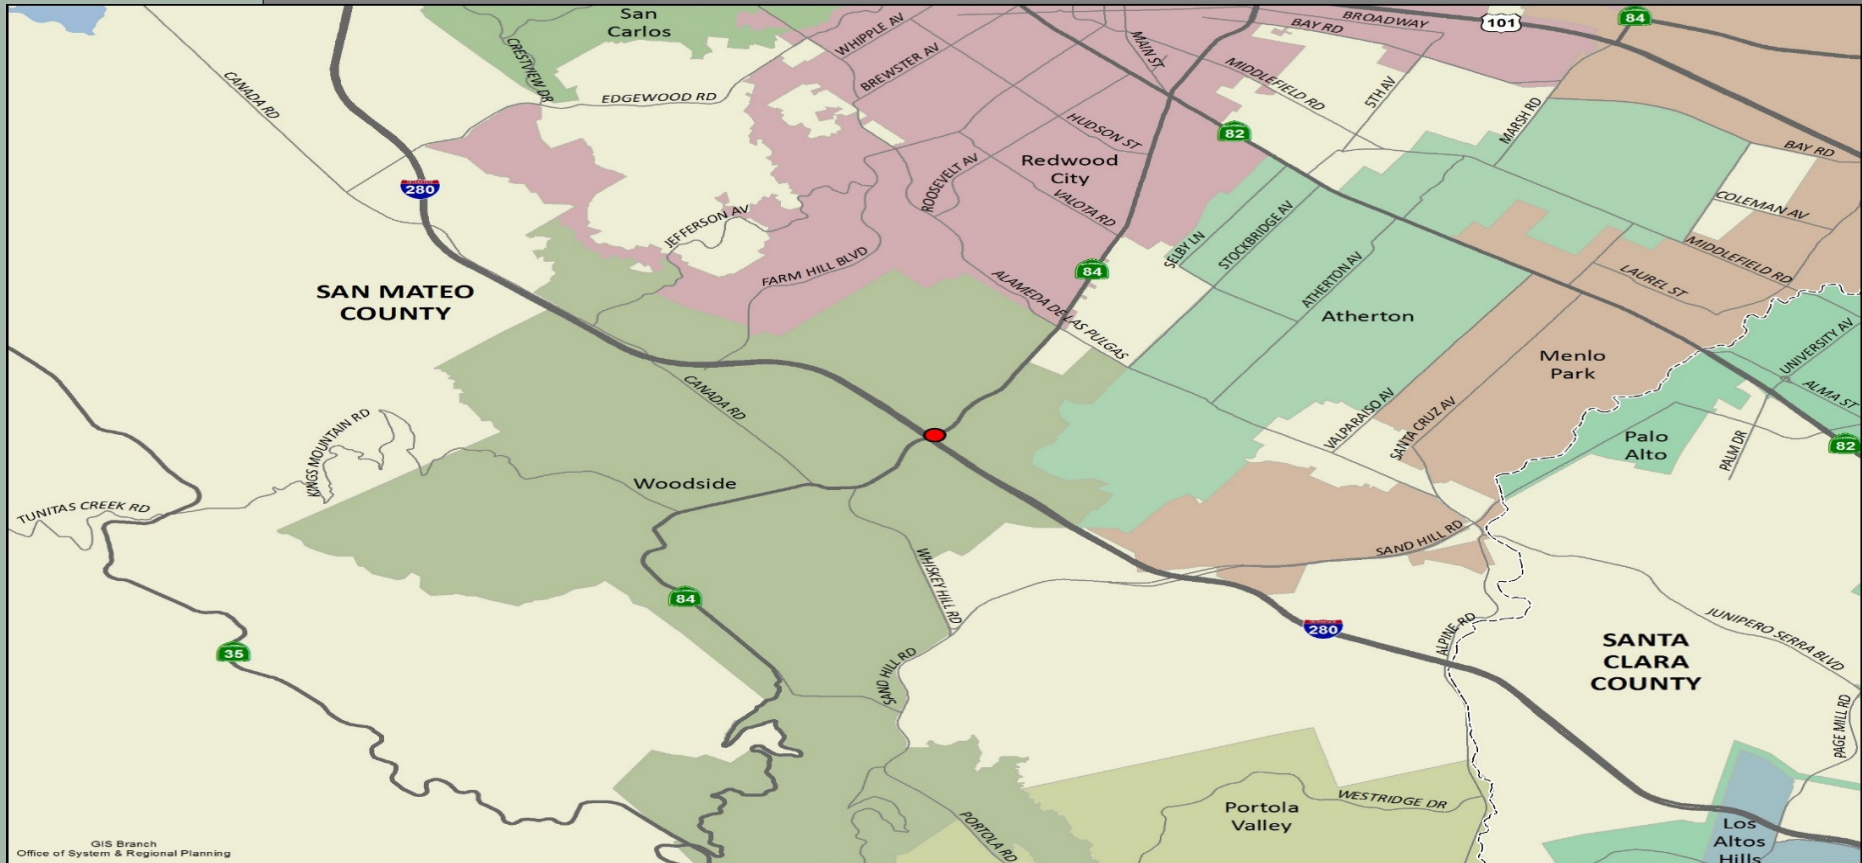 San
Carlos
WHIPPLE AV
BROADWAY
BAY RD
101
84
CRESTVIEW DR
MAIN ST
BREWSTER AV
CANADA RD
EDGEWOOD RD
MIDDLEFIELD RD
5TH AV
MARSH RD
HUDSON ST
82
BAY RD
Redwood
City
280
ROOSEVELT AV
VALOTA RD
COLEMAN AV
JEFFERSON AV
SELBY LN
STOCKBRIDGE AV
MIDDLEFIELD RD
FARM HILL BLVD
84
ATHERTON AV
LAUREL ST
SAN MATEO
COUNTY
ALAMEDA DE LAS PULGAS
Atherton
UNIVERSITY AV
Menlo
Park
CANADA RD
ALMA ST
KINGS MOUNTAIN RD
VALPARAISO AV
SANTA CRUZ AV
Palo
Alto
PALM DR
82
Woodside
TUNITAS CREEK RD
SAND HILL RD
WHISKEY HILL RD
84
280
ALPINE RD
JUNIPERO SERRA BLVD
35
SANTA
CLARA
COUNTY
SAND HILL RD
PAGE MILL RD
WESTRIDGE DR
Portola
Valley
PORTOLA RD
Los
Altos
Hills
GIS Branch
Office of System & Regional Planning